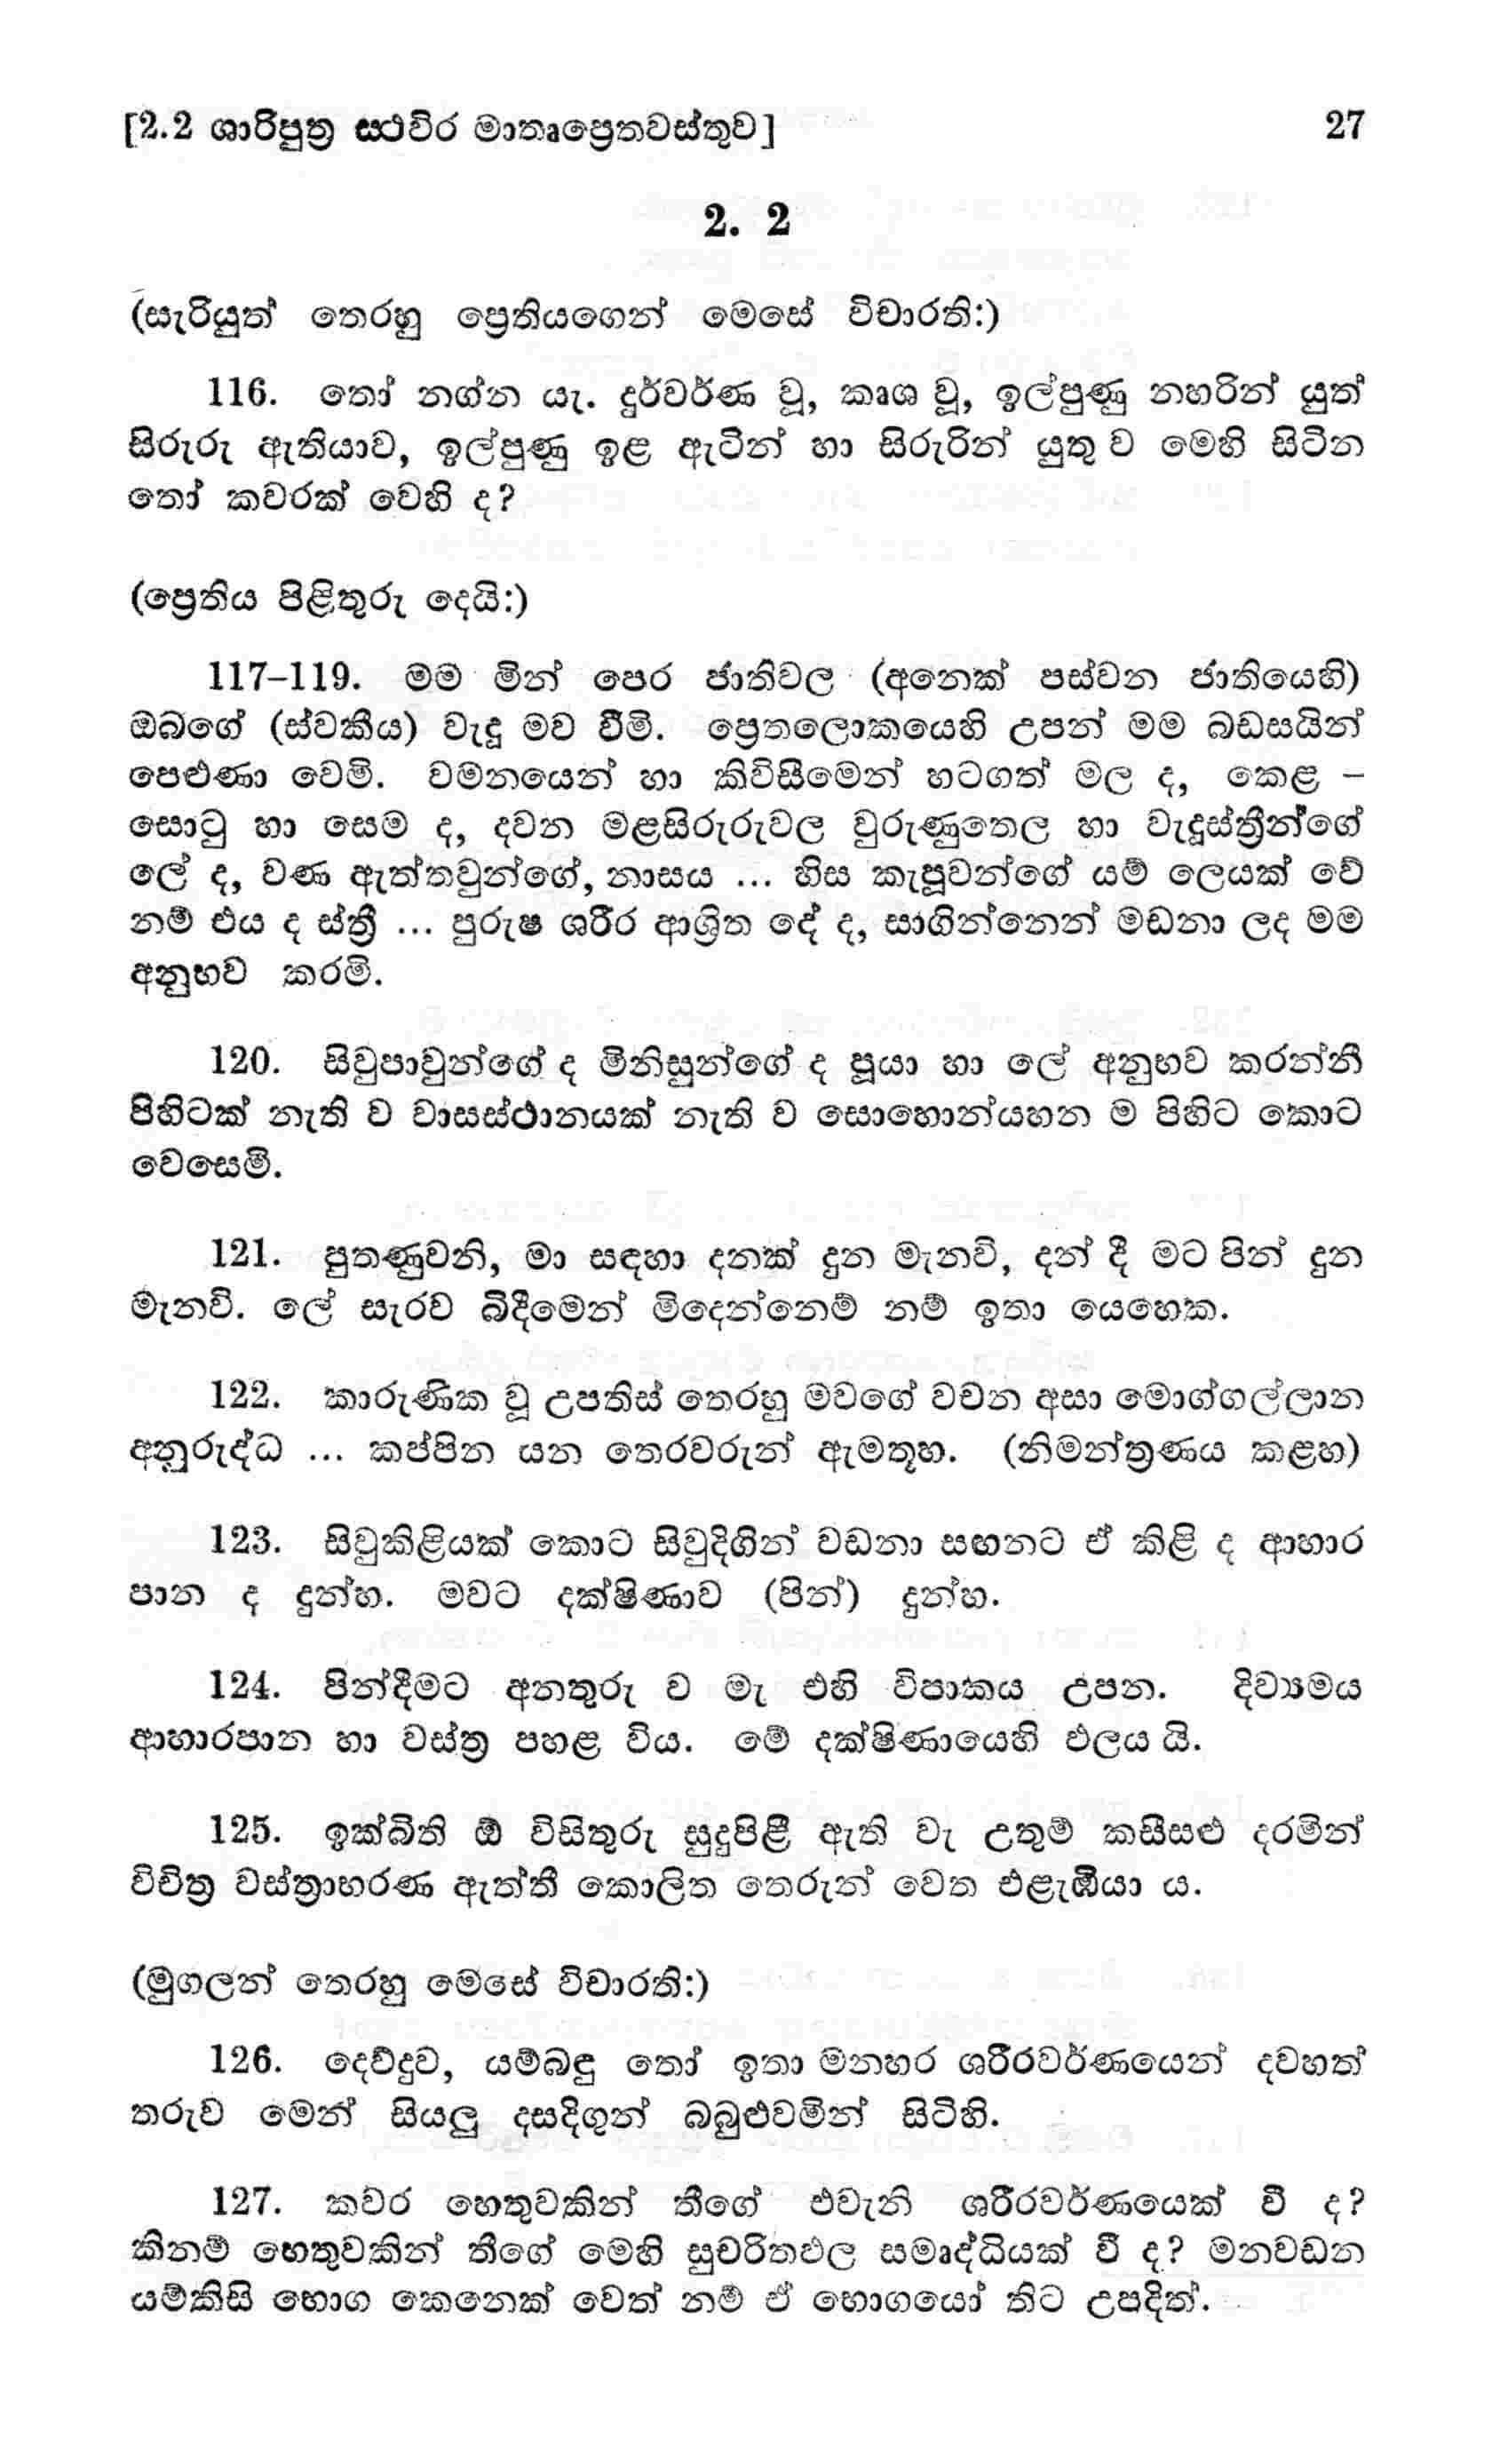 [2.2 ශාරිපුත්‍ර ස්ථවිර මාතෘප්‍රෙතවස්තුව] 27
2. 2
(සැරියුත් තෙරහු ප්‍රෙතියගෙන් මෙසේ විචාරති:)
116. තෝ නග්න යැ. දුර්වර්ණ වූ, කෘශ වූ, ඉල්පුණු නහරින් යුත්
සිරුරු ඇතියාව, ඉල්පුණු ඉළ ඇටින් හා සිරුරින් යුතු ව මෙහි සිටින
තෝ කවරක් වෙහි ද?
(ප්‍රෙතිය පිළිතුරු දෙයි:)
117–119. මම මින් පෙර ජාතිවල (අනෙක් පස්වන ජාතියෙහි)
ඔබගේ (ස්වකීය) වැදූ මව වීමි. ප්‍රෙතලොකයෙහි උපන් මම බඩසයින්
පෙළුණා වෙමි. වමනයෙන් හා කිවිසීමෙන් හටගත් මල ද, කෙළ –
සොටු හා සෙම ද, දවන මළසිරුරුවල වුරුණුතෙල හා වැදූස්ත්‍රීන්ගේ
ලේ ද, වණ ඇත්තවුන්ගේ, නාසය ... හිස කැපූවන්ගේ යම් ලෙයක් වේ
නම් එය ද ස්ත්‍රී ... පුරුෂ ශරීර ආශ්‍රිත දේ ද, සාගින්නෙන් මඩනා ලද මම
අනුභව කරමි.
120. සිවුපාවුන්ගේ ද මිනිසුන්ගේ ද පූයා හා ලේ අනුභව කරන්නී
පිහිටක් නැති ව වාසස්ථානයක් නැති ව සොහොන්යහන ම පිහිට කොට
වෙසෙමි.
121. පුතණුවනි, මා සඳහා දනක් දුන මැනවි, දන් දී මට පින් දුන
මැනවි. ලේ සැරව බිදීමෙන් මිදෙන්නෙම් නම් ඉතා යෙහෙක.
122. කාරුණික වූ උපතිස් තෙරහු මවගේ වචන අසා මොග්ගල්ලාන
අනුරුද්ධ ... කප්පින යන තෙරවරුන් ඇමතූහ. (නිමන්ත්‍රණය කළහ)
123. සිවුකිළියක් කොට සිවුදිගින් වඩනා සඟනට ඒ කිළි ද ආහාර
පාන ද දුන්හ. මවට දක්ෂිණාව (පින්) දුන්හ.
124. පින්දීමට අනතුරු ව මැ එහි විපාකය උපන. දිව්‍යමය
ආහාරපාන හා වස්ත්‍ර පහළ විය. මේ දක්ෂිණායෙහි ඵලය යි.
125. ඉක්බිති ඕ විසිතුරු සුදුපිළී ඇති වැ උතුම් කසීසළු දරමින්
විචිත්‍ර වස්ත්‍රාභරණ ඇත්තී කොලිත තෙරුන් වෙත එළැඹියා ය.
(මුගලන් තෙරහු මෙසේ විචාරති:)
126. දෙව්දුව, යම්බඳු තෝ ඉතා මනහර ශරීරවර්ණයෙන් දවහත්
තරුව මෙන් සියලු දසදිගුන් බබුළුවමින් සිටිහි.
127. කවර හෙතුවකින් තීගේ එවැනි ශරීරවර්ණයෙක් වී ද?
කිනම් හෙතුවකින් තීගේ මෙහි සුචරිතඵල සමෘද්ධියක් වී ද? මනවඩන
යම්කිසි භොග කෙනෙක් වෙත් නම් ඒ භොගයෝ තිට උපදිත්.